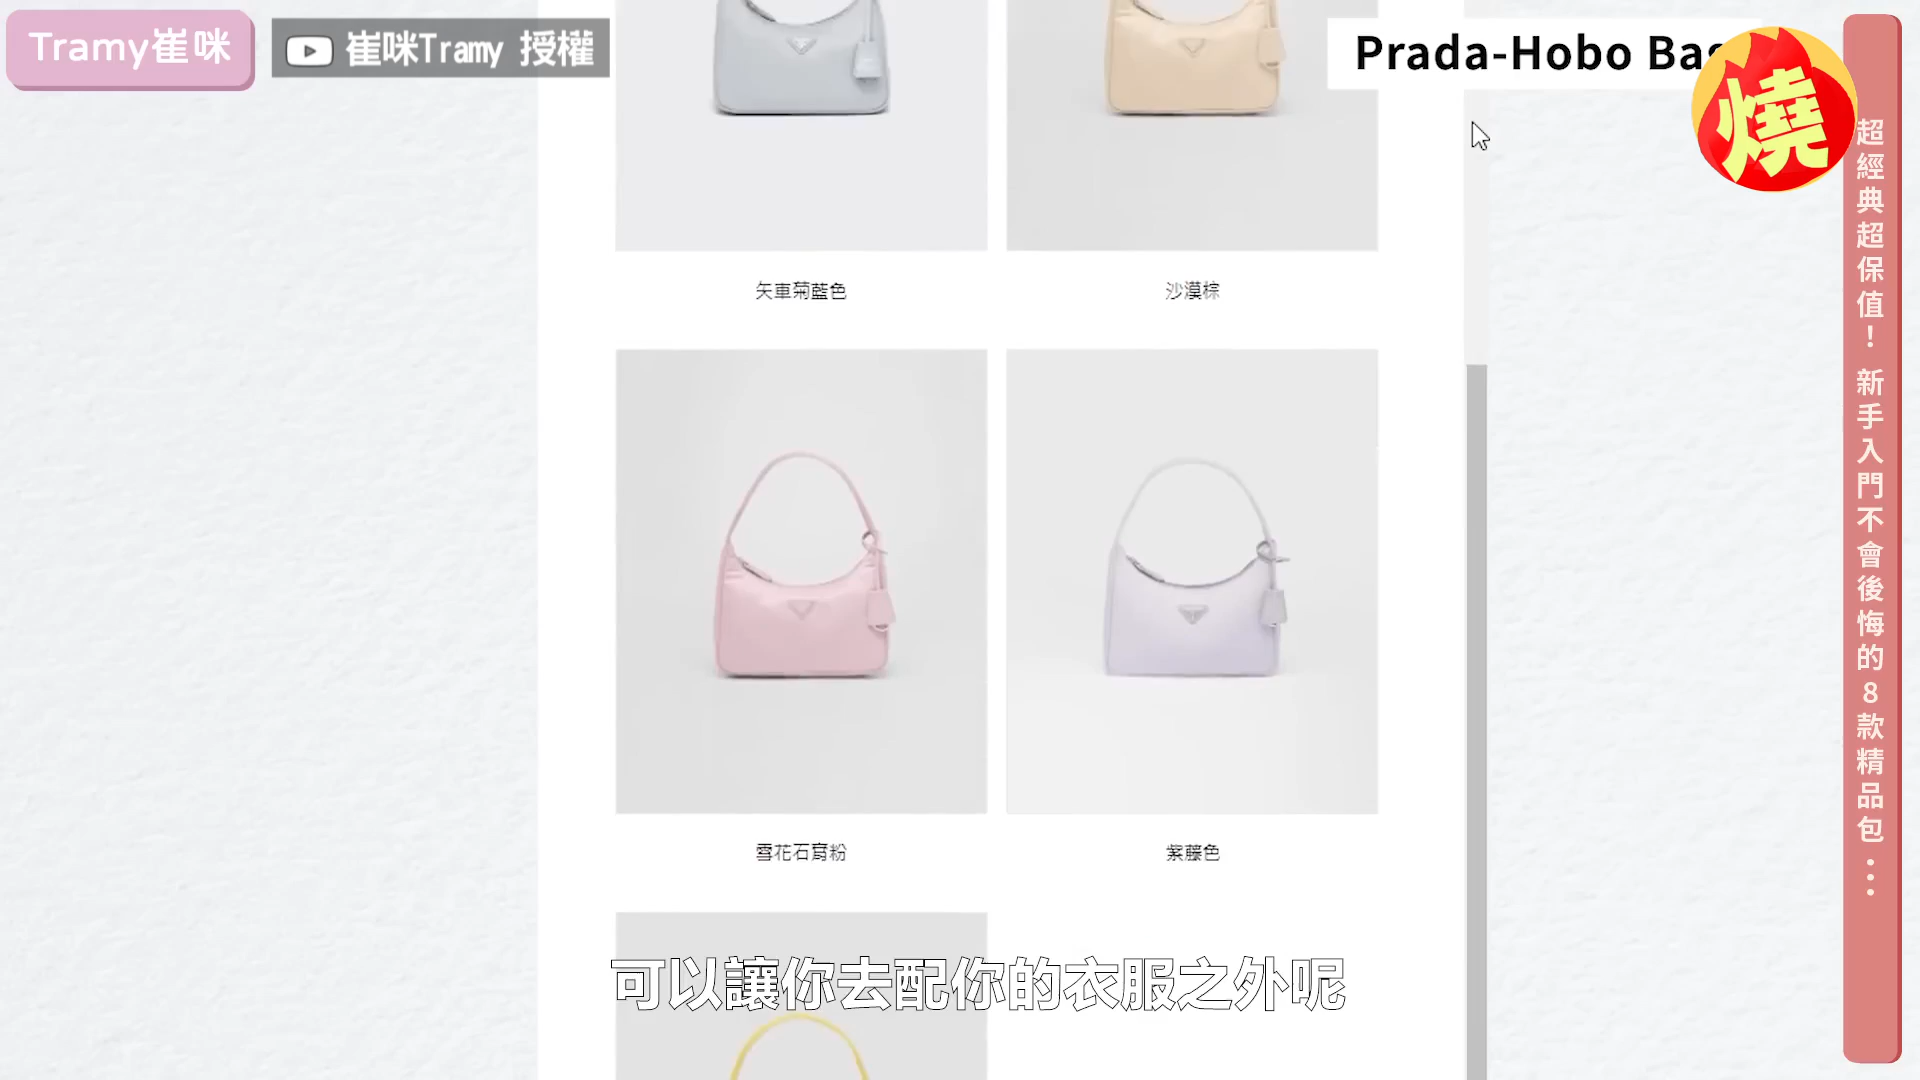 Tramy崔咪
崔咪Tramy 授權
Prada-Hobo Bag
燒
超經典超保值！新手入門不會後悔的8款精品包…
矢車菊藍色
沙漠棕
雪花石膏粉
紫藤色
可以讓你去配你的衣服之外呢